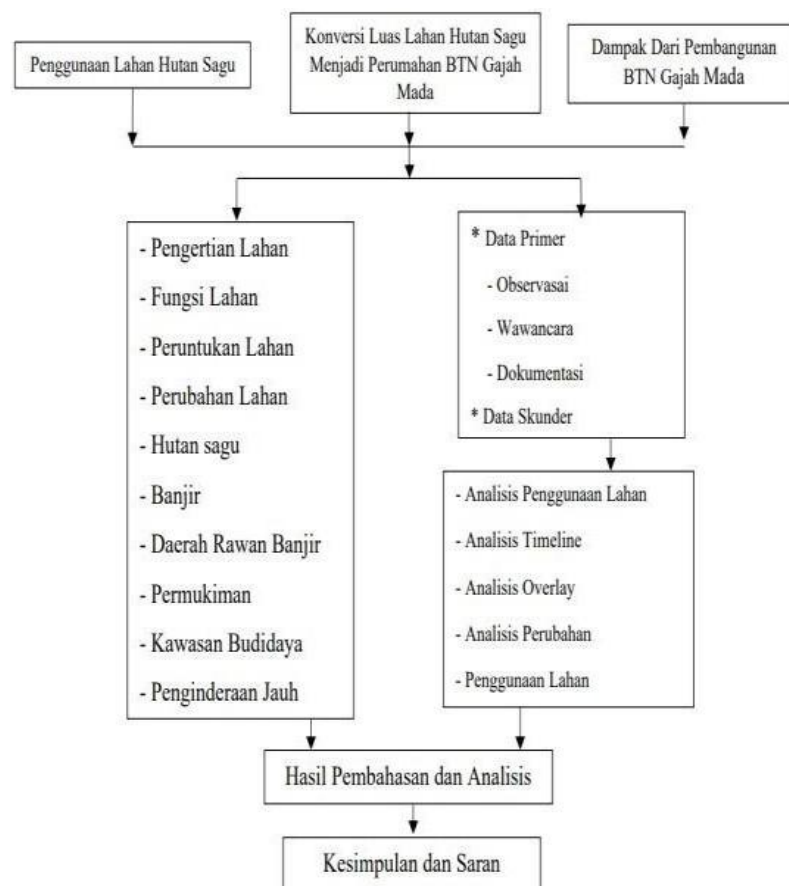 Penggunaan Lahan Hutan Sagu
Konversi Luas Lahan Hutan Sagu
Menjadi Perumahan BTN Gajah
Mada
Dampak Dari Pembangunan
BTN Gajah Mada
- Pengertian Lahan
- Fungsi Lahan
- Peruntukan Lahan
- Perubahan Lahan
- Hutan sagu
- Banjir
- Daerah Rawan Banjir
- Permukiman
- Kawasan Budidaya
- Penginderaan Jauh
* Data Primer
- Observasai
- Wawancara
- Dokumentasi
* Data Skunder
- Analisis Penggunaan Lahan
- Analisis Timeline
- Analisis Overlay
- Analisis Perubahan
- Penggunaan Lahan
Hasil Pembahasan dan Analisis
Kesimpulan dan Saran